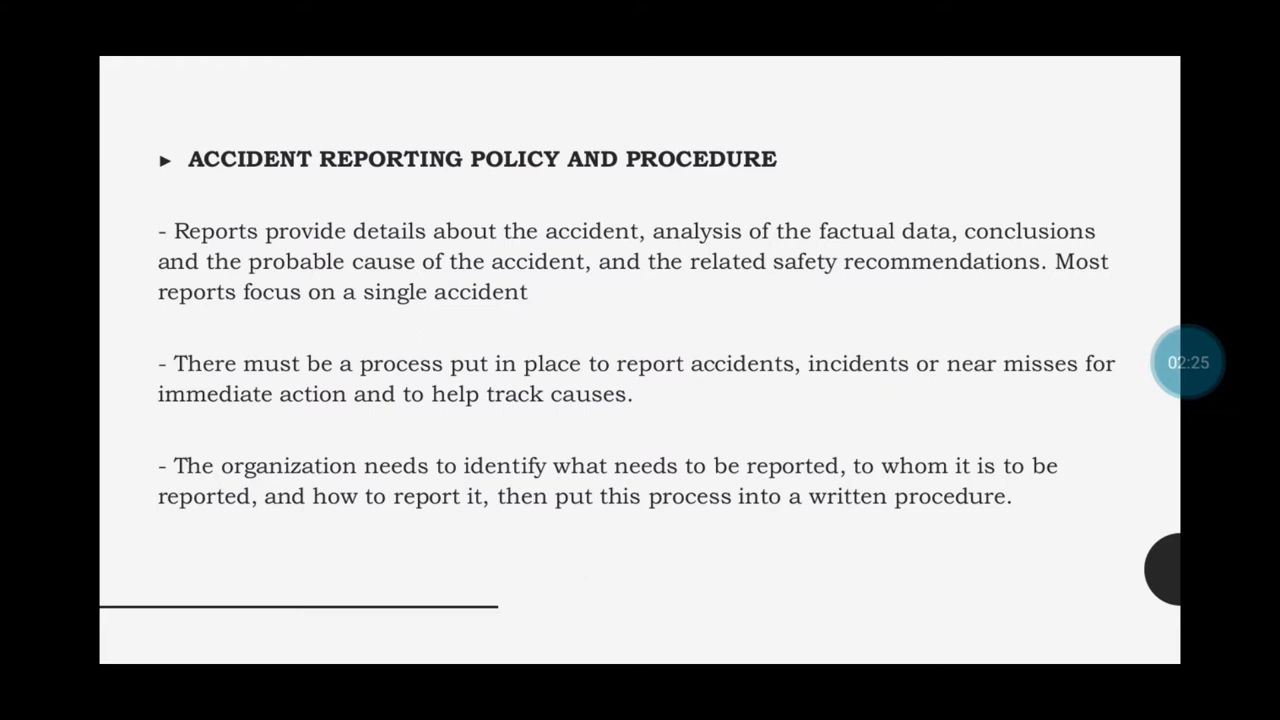 ► ACCIDENT REPORTING POLICY AND PROCEDURE
- Reports provide details about the accident, analysis of the factual data, conclusions
and the probable cause of the accident, and the related safety recommendations. Most
reports focus on a single accident
- There must be a process put in place to report accidents, incidents or near misses for
immediate action and to help track causes.
- The organization needs to identify what needs to be reported, to whom it is to be
reported, and how to report it, then put this process into a written procedure.
02:25